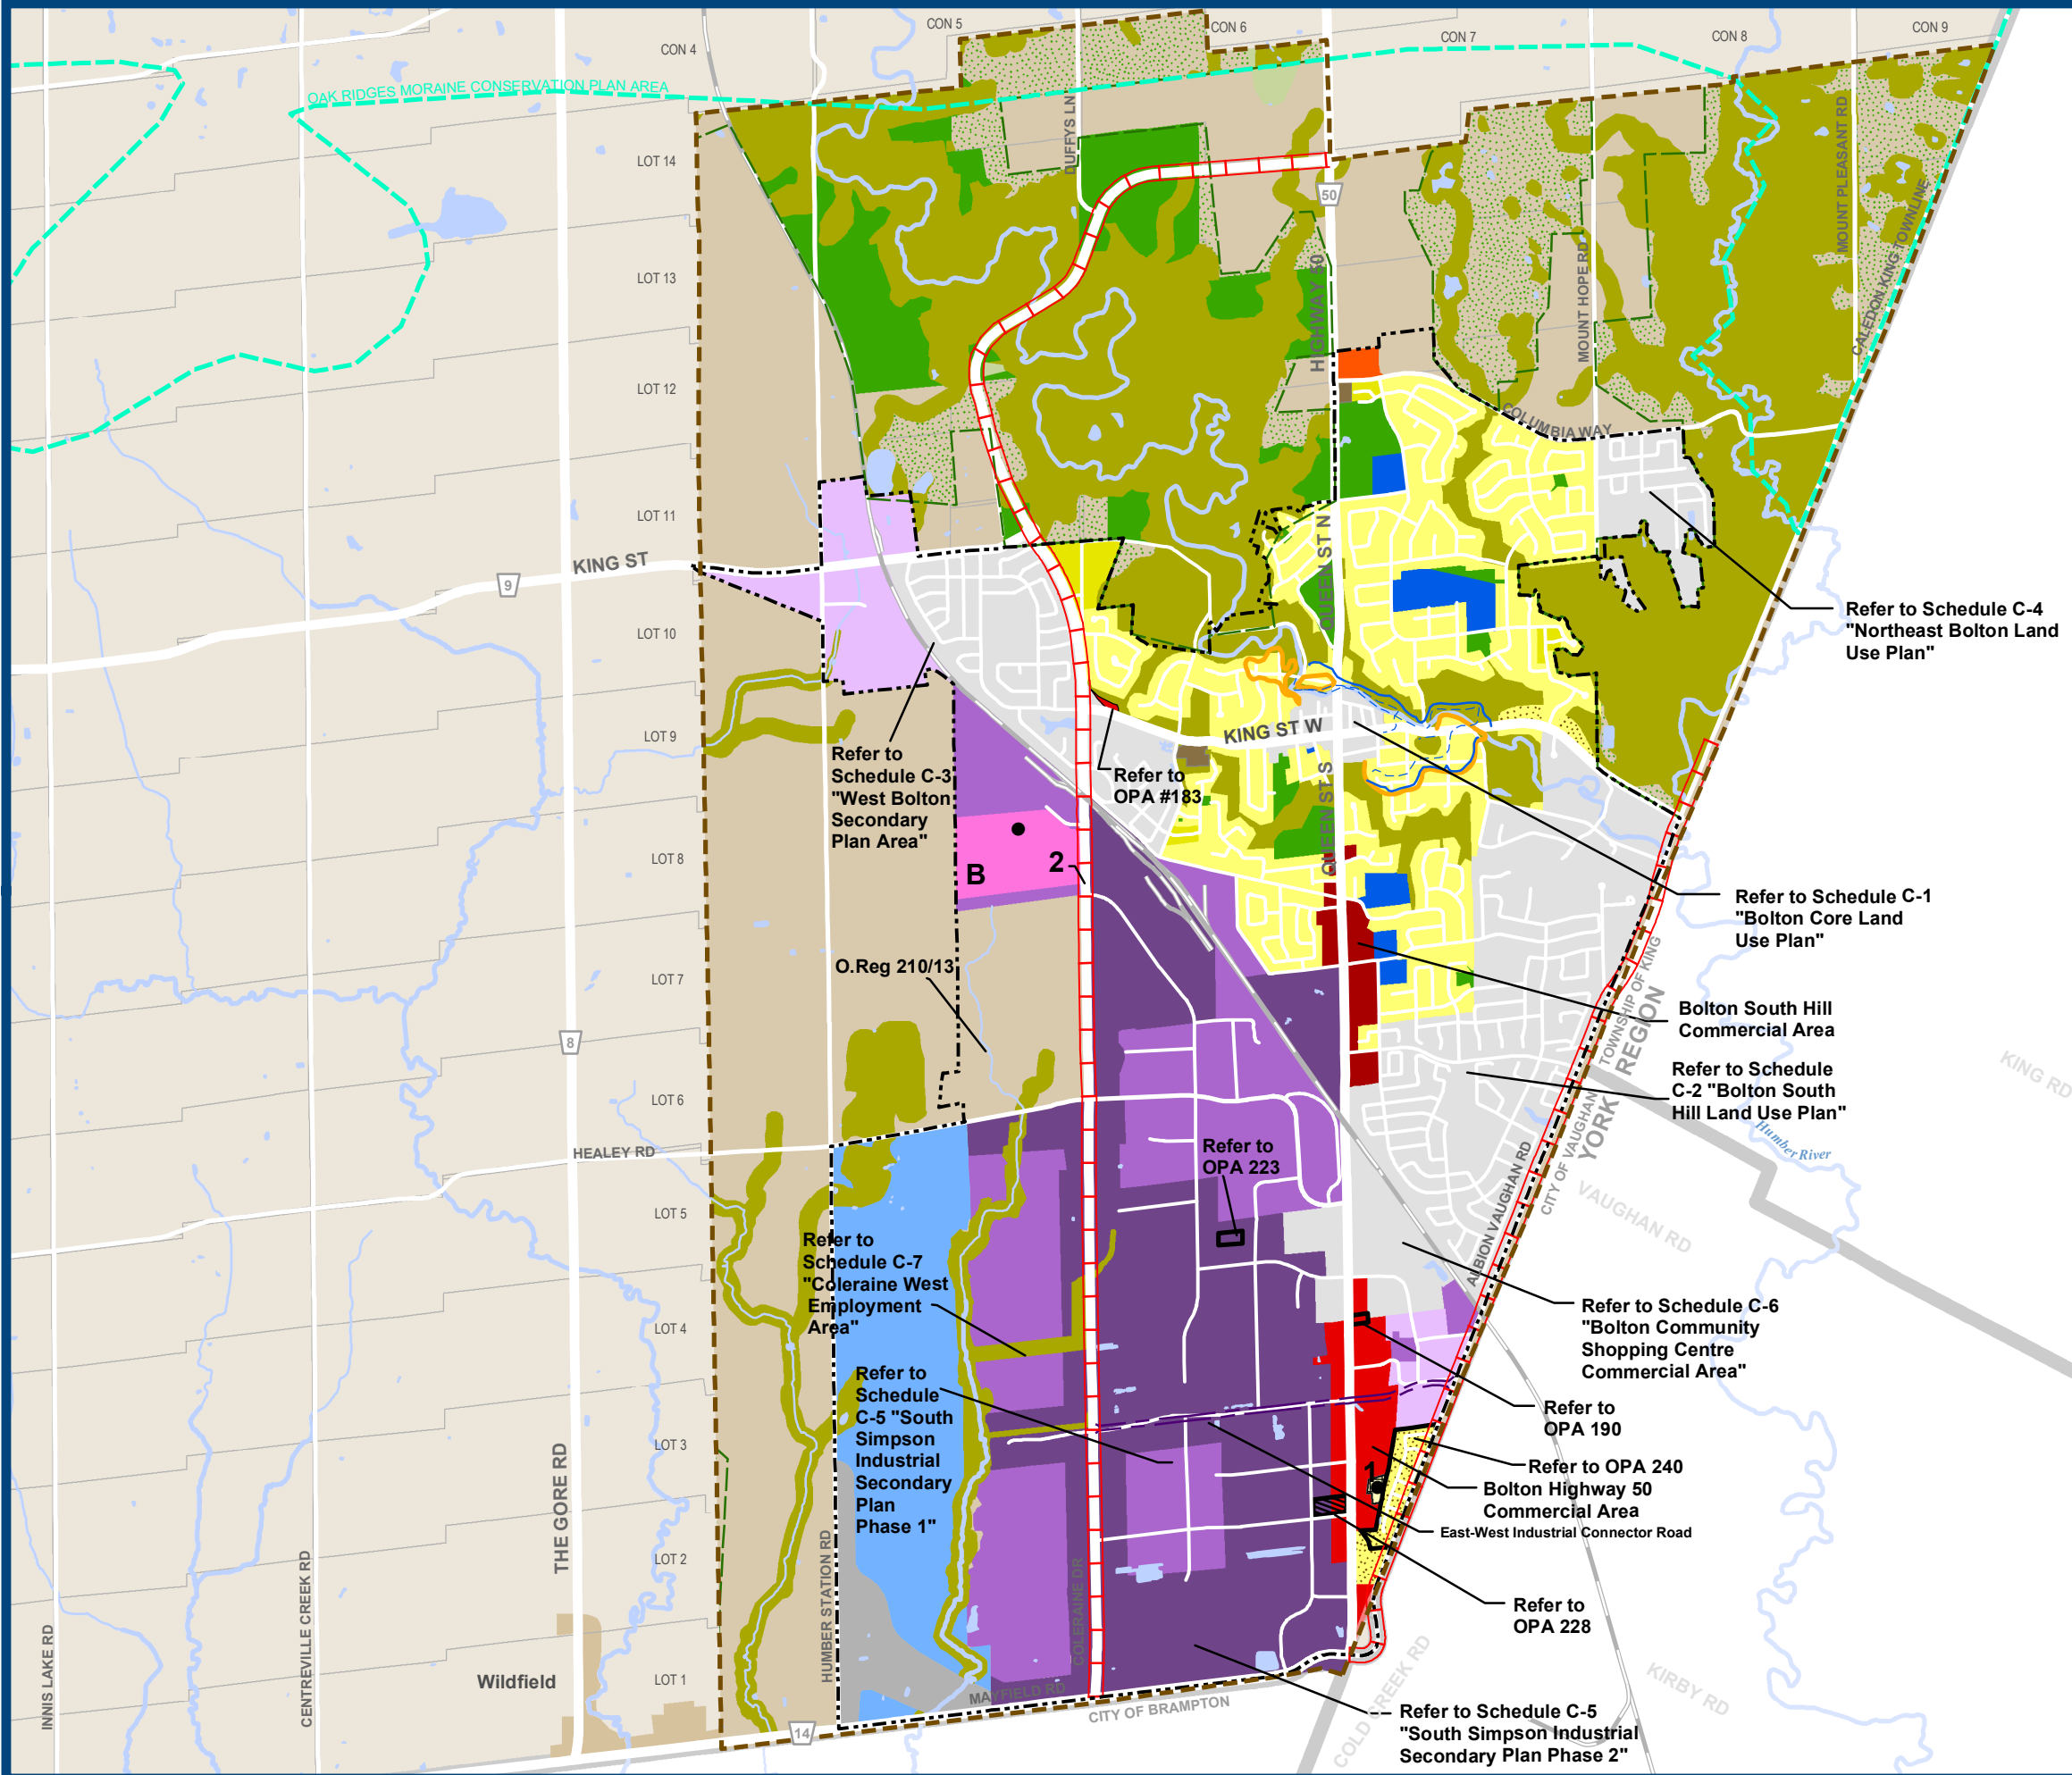 CON 4
CON 5
CON 6
CON 7
CON 8
CON 9
OAK RIDGES MORAINE CONSERVATION PLAN AREA
DUFFYS LN
MOUNT PLEASANT RD
CALEDON KING TOWNLINE
LOT 14
50
HIGHWAY 50
MOUNT HOPE RD
LOT 13
LOT 12
COLUMBIA WAY
LOT 11
KING ST
9
QUEEN ST N
LOT 10
Refer to Schedule C-4
"Northeast Bolton Land
Use Plan"
LOT 9
KING ST W
Refer to
Schedule C-3
"West Bolton
Secondary
Plan Area"
Refer to
OPA #183
QUEEN ST S
LOT 8
B
2
Refer to Schedule C-1
"Bolton Core Land
Use Plan"
LOT 7
O.Reg 210/13
TOWNSHIP OF KING
REGION
Bolton South Hill
Commercial Area
8
KING RD
Refer to Schedule
C-2 "Bolton South
Hill Land Use Plan"
LOT 6
CITY OF VAUGHAN
YORK
Humber River
HEALEY RD
Refer to
OPA 223
ALBION VAUGHAN RD
VAUGHAN RD
LOT 5
Refer to
Schedule C-7
"Coleraine West
Employment
Area"
LOT 4
Refer to Schedule C-6
"Bolton Community
Shopping Centre
Commercial Area"
Refer to
Schedule
C-5 "South
Simpson
Industrial
Secondary
Plan
Phase 1"
Refer to
OPA 190
LOT 3
Refer to OPA 240
1
Bolton Highway 50
Commercial Area
East-West Industrial Connector Road
THE GORE RD
LOT 2
HUMBER STATION RD
COLERAINE DR
Refer to
OPA 228
INNIS LAKE RD
CENTREVILLE CREEK RD
Wildfield
LOT 1
MAYFIELD RD
CITY OF BRAMPTON
14
COLD CREEK RD
KIRBY RD
Refer to Schedule C-5
"South Simpson Industrial
Secondary Plan Phase 2"